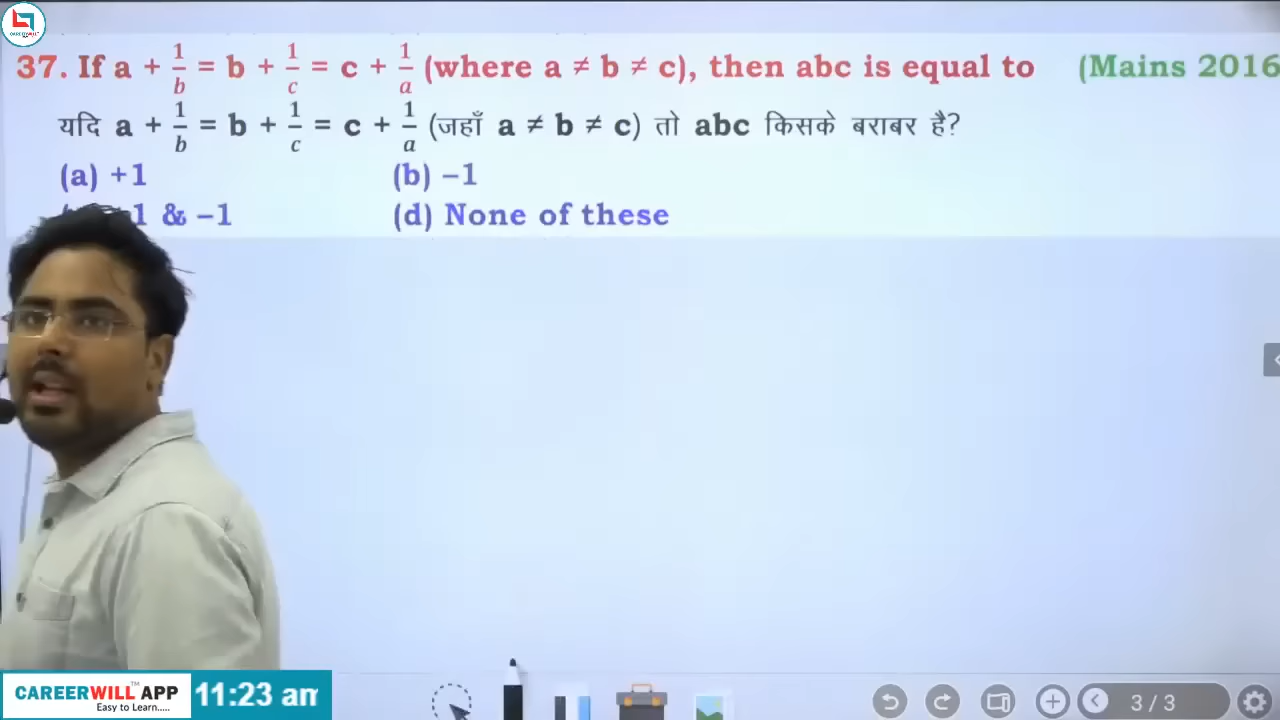 CAREERWILL
37. If a + 1/b = b + 1/c = c + 1/a (where a ≠ b ≠ c), then abc is equal to (Mains 2016
यदि a + 1/b = b + 1/c = c + 1/a (जहाँ a ≠ b ≠ c) तो abc किसके बराबर है?
(a) +1 (b) −1
1 & −1 (d) None of these
CAREERWILL APP 11:23 am
Easy to Learn.....
3 / 3